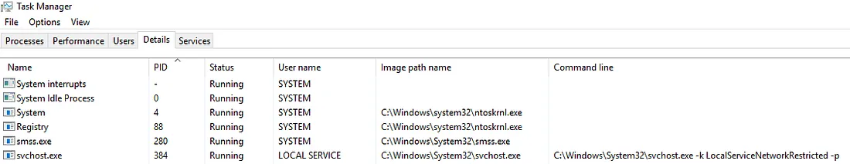 Task Manager
File Options View
Processes Performance Users Details Services
Name PID Status User name Image path name Command line
System interrupts - Running SYSTEM
System Idle Process 0 Running SYSTEM
System 4 Running SYSTEM C:\Windows\system32\ntoskrnl.exe
Registry 88 Running SYSTEM C:\Windows\system32\ntoskrnl.exe
smss.exe 280 Running SYSTEM C:\Windows\system32\smss.exe
svchost.exe 384 Running LOCAL SERVICE C:\Windows\system32\svchost.exe C:\Windows\System32\svchost.exe -k LocalServiceNetworkRestricted -p